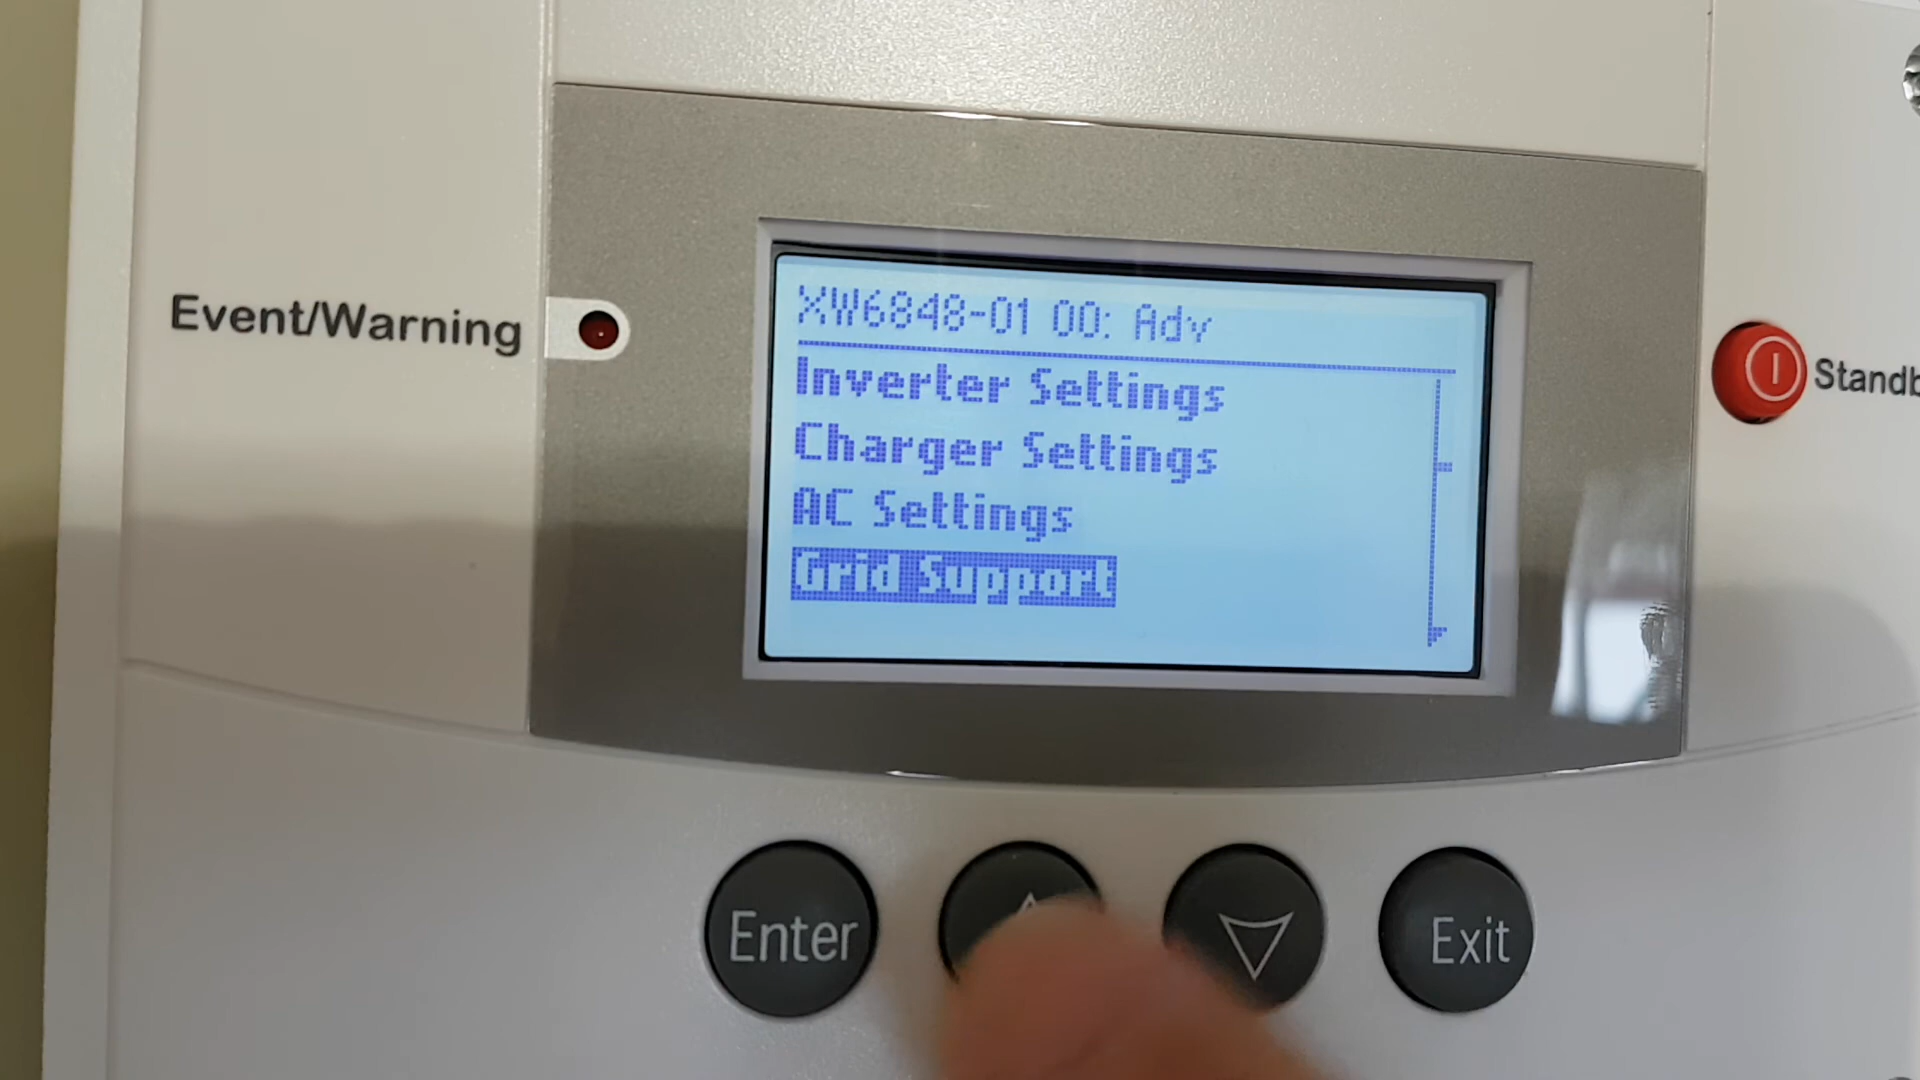 XW6848-01 00: Adv
Inverter Settings
Charger Settings
AC Settings
Grid Support
Event/Warning
Standb
Enter
Exit